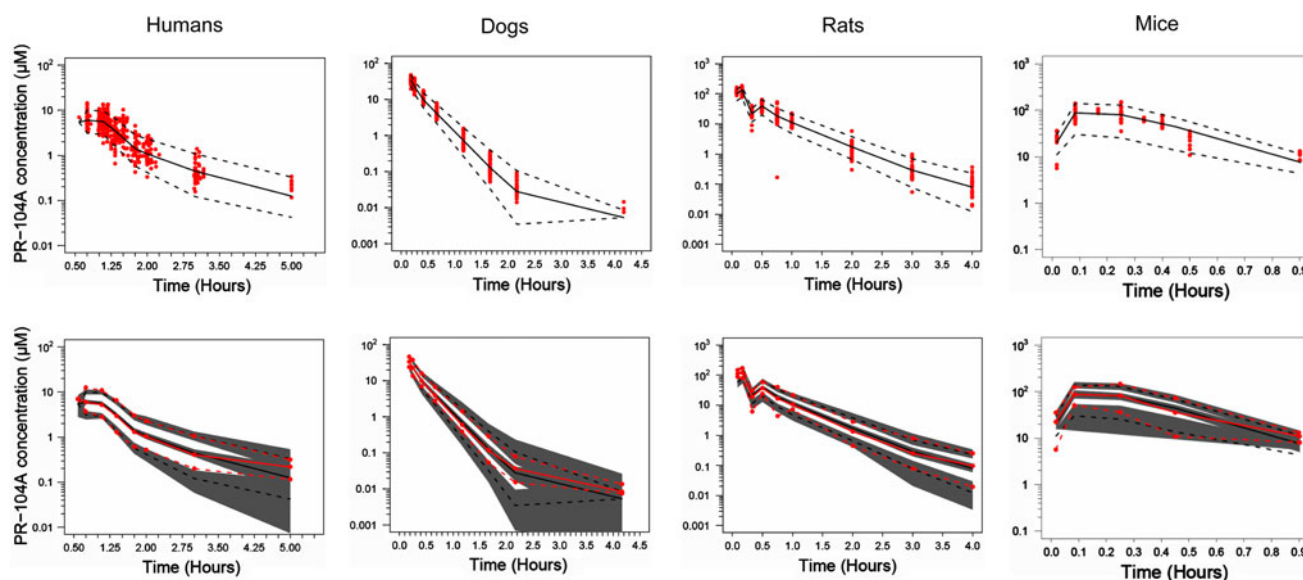 Humans Dogs Rats Mice
PR-104A concentration (µM)
10² 10 1 0.1 0.01
0.50 1.25 2.00 2.75 3.50 4.25 5.00
Time (Hours)
10² 10 1 0.1 0.01 0.001
0.0 0.5 1.0 1.5 2.0 2.5 3.0 3.5 4.0 4.5
Time (Hours)
10³ 10² 10 1 0.1 0.01 0.001
0.0 0.5 1.0 1.5 2.0 2.5 3.0 3.5 4.0
Time (Hours)
10³ 10² 10 1 0.1
0.0 0.1 0.2 0.3 0.4 0.5 0.6 0.7 0.8 0.9
Time (Hours)
PR-104A concentration (µM)
10² 10 1 0.1 0.01
0.50 1.25 2.00 2.75 3.50 4.25 5.00
Time (Hours)
10² 10 1 0.1 0.01 0.001
0.0 0.5 1.0 1.5 2.0 2.5 3.0 3.5 4.0 4.5
Time (Hours)
10³ 10² 10 1 0.1 0.01 0.001
0.0 0.5 1.0 1.5 2.0 2.5 3.0 3.5 4.0
Time (Hours)
10³ 10² 10 1 0.1
0.0 0.1 0.2 0.3 0.4 0.5 0.6 0.7 0.8 0.9
Time (Hours)